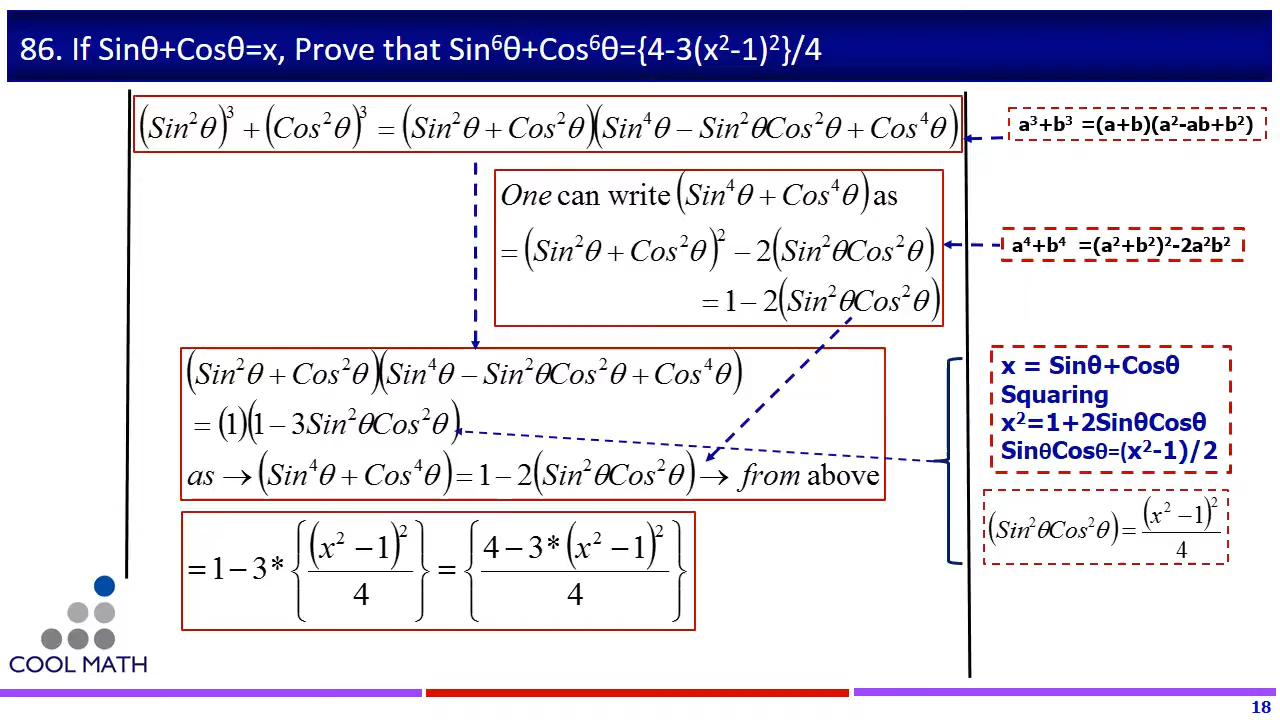 86. If Sinθ+Cosθ=x, Prove that Sin⁶θ+Cos⁶θ={4-3(x²-1)²}/4
(Sin²θ)³ + (Cos²θ)³ = (Sin²θ + Cos²θ)(Sin⁴θ − Sin²θCos²θ + Cos⁴θ)
a³+b³ =(a+b)(a²-ab+b²)
One can write (Sin⁴θ + Cos⁴θ) as
= (Sin²θ + Cos²θ)² − 2(Sin²θCos²θ)
= 1 − 2(Sin²θCos²θ)
a⁴+b⁴ =(a²+b²)²-2a²b²
(Sin²θ + Cos²θ)(Sin⁴θ − Sin²θCos²θ + Cos⁴θ)
= (1)(1 − 3Sin²θCos²θ)
as → (Sin⁴θ + Cos⁴θ) = 1 − 2(Sin²θCos²θ) → from above
x = Sinθ+Cosθ
Squaring
x²=1+2SinθCosθ
SinθCosθ=(x²-1)/2
(Sin²θCos²θ) = (x² − 1)² / 4
= 1 − 3* {(x² − 1)² / 4} = {4 − 3* (x² − 1)² / 4}
COOL MATH
18